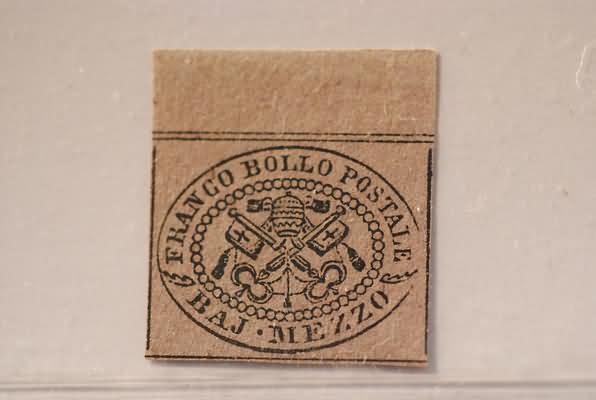 FRANCO BOLLO POSTALE
BAJ · MEZZO